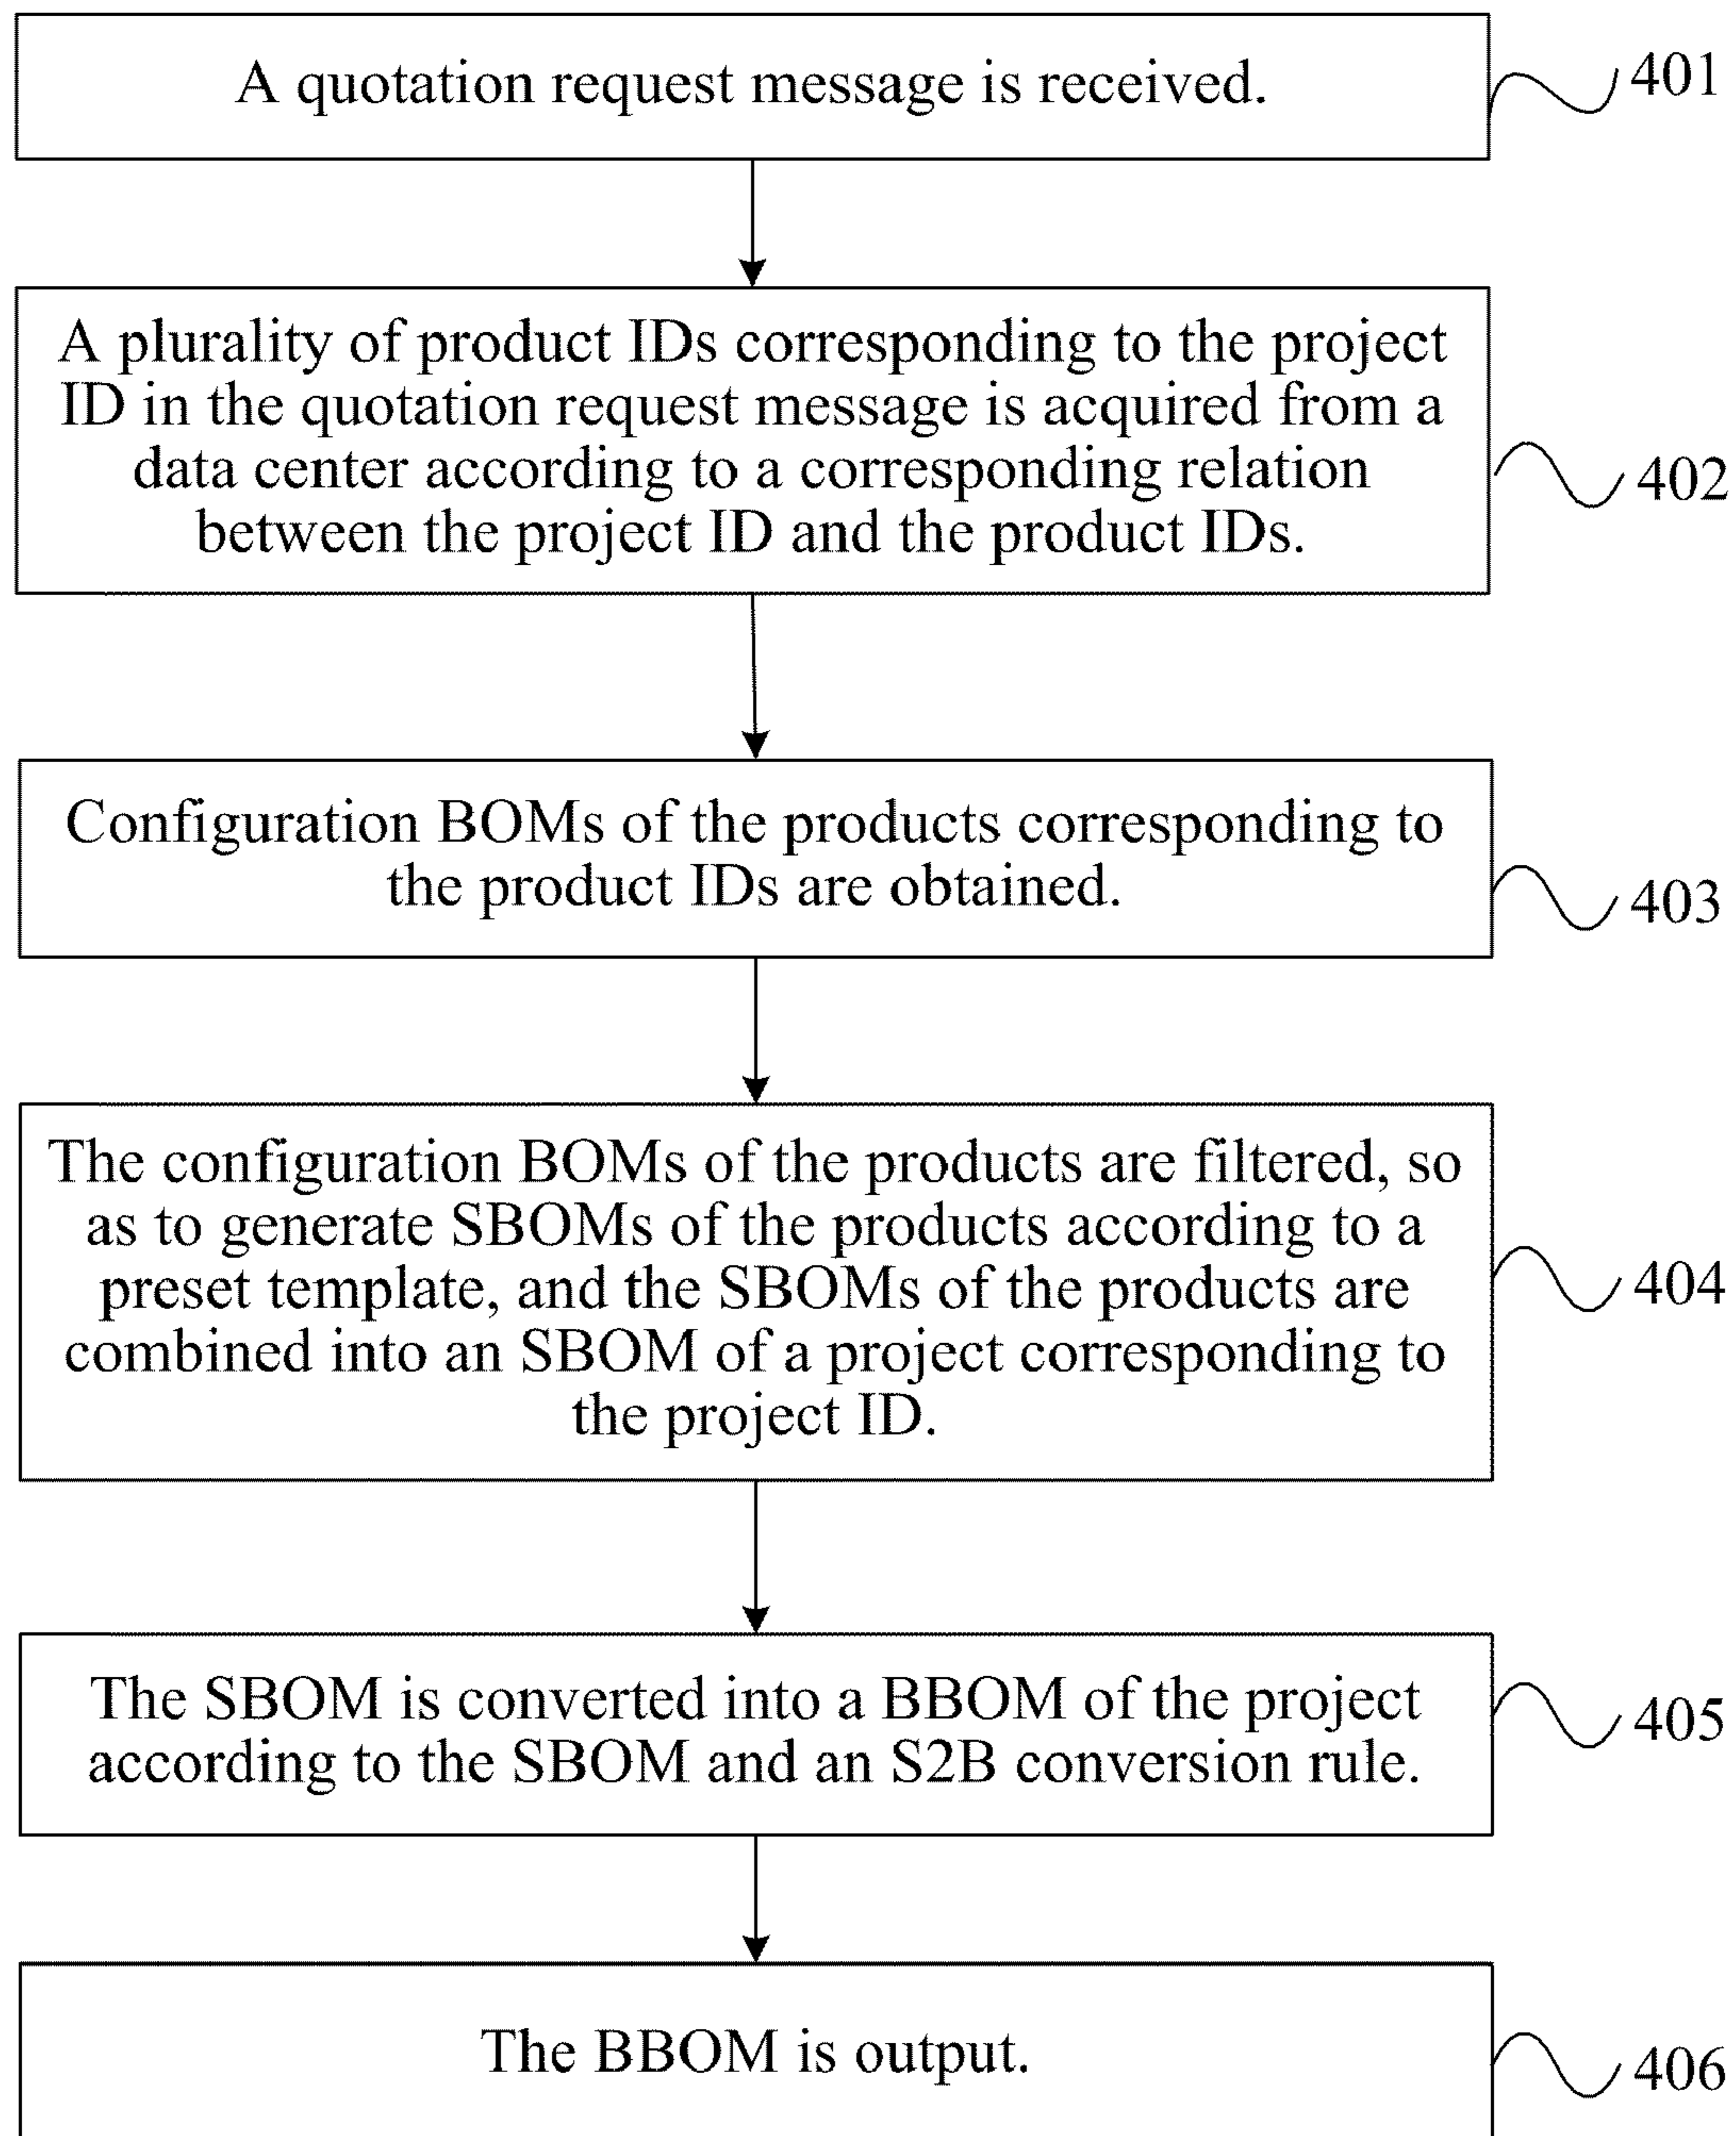 A quotation request message is received.
401
A plurality of product IDs corresponding to the project
ID in the quotation request message is acquired from a
data center according to a corresponding relation
between the project ID and the product IDs.
402
Configuration BOMs of the products corresponding to
the product IDs are obtained.
403
The configuration BOMs of the products are filtered, so
as to generate SBOMs of the products according to a
preset template, and the SBOMs of the products are
combined into an SBOM of a project corresponding to
the project ID.
404
The SBOM is converted into a BBOM of the project
according to the SBOM and an S2B conversion rule.
405
The BBOM is output.
406